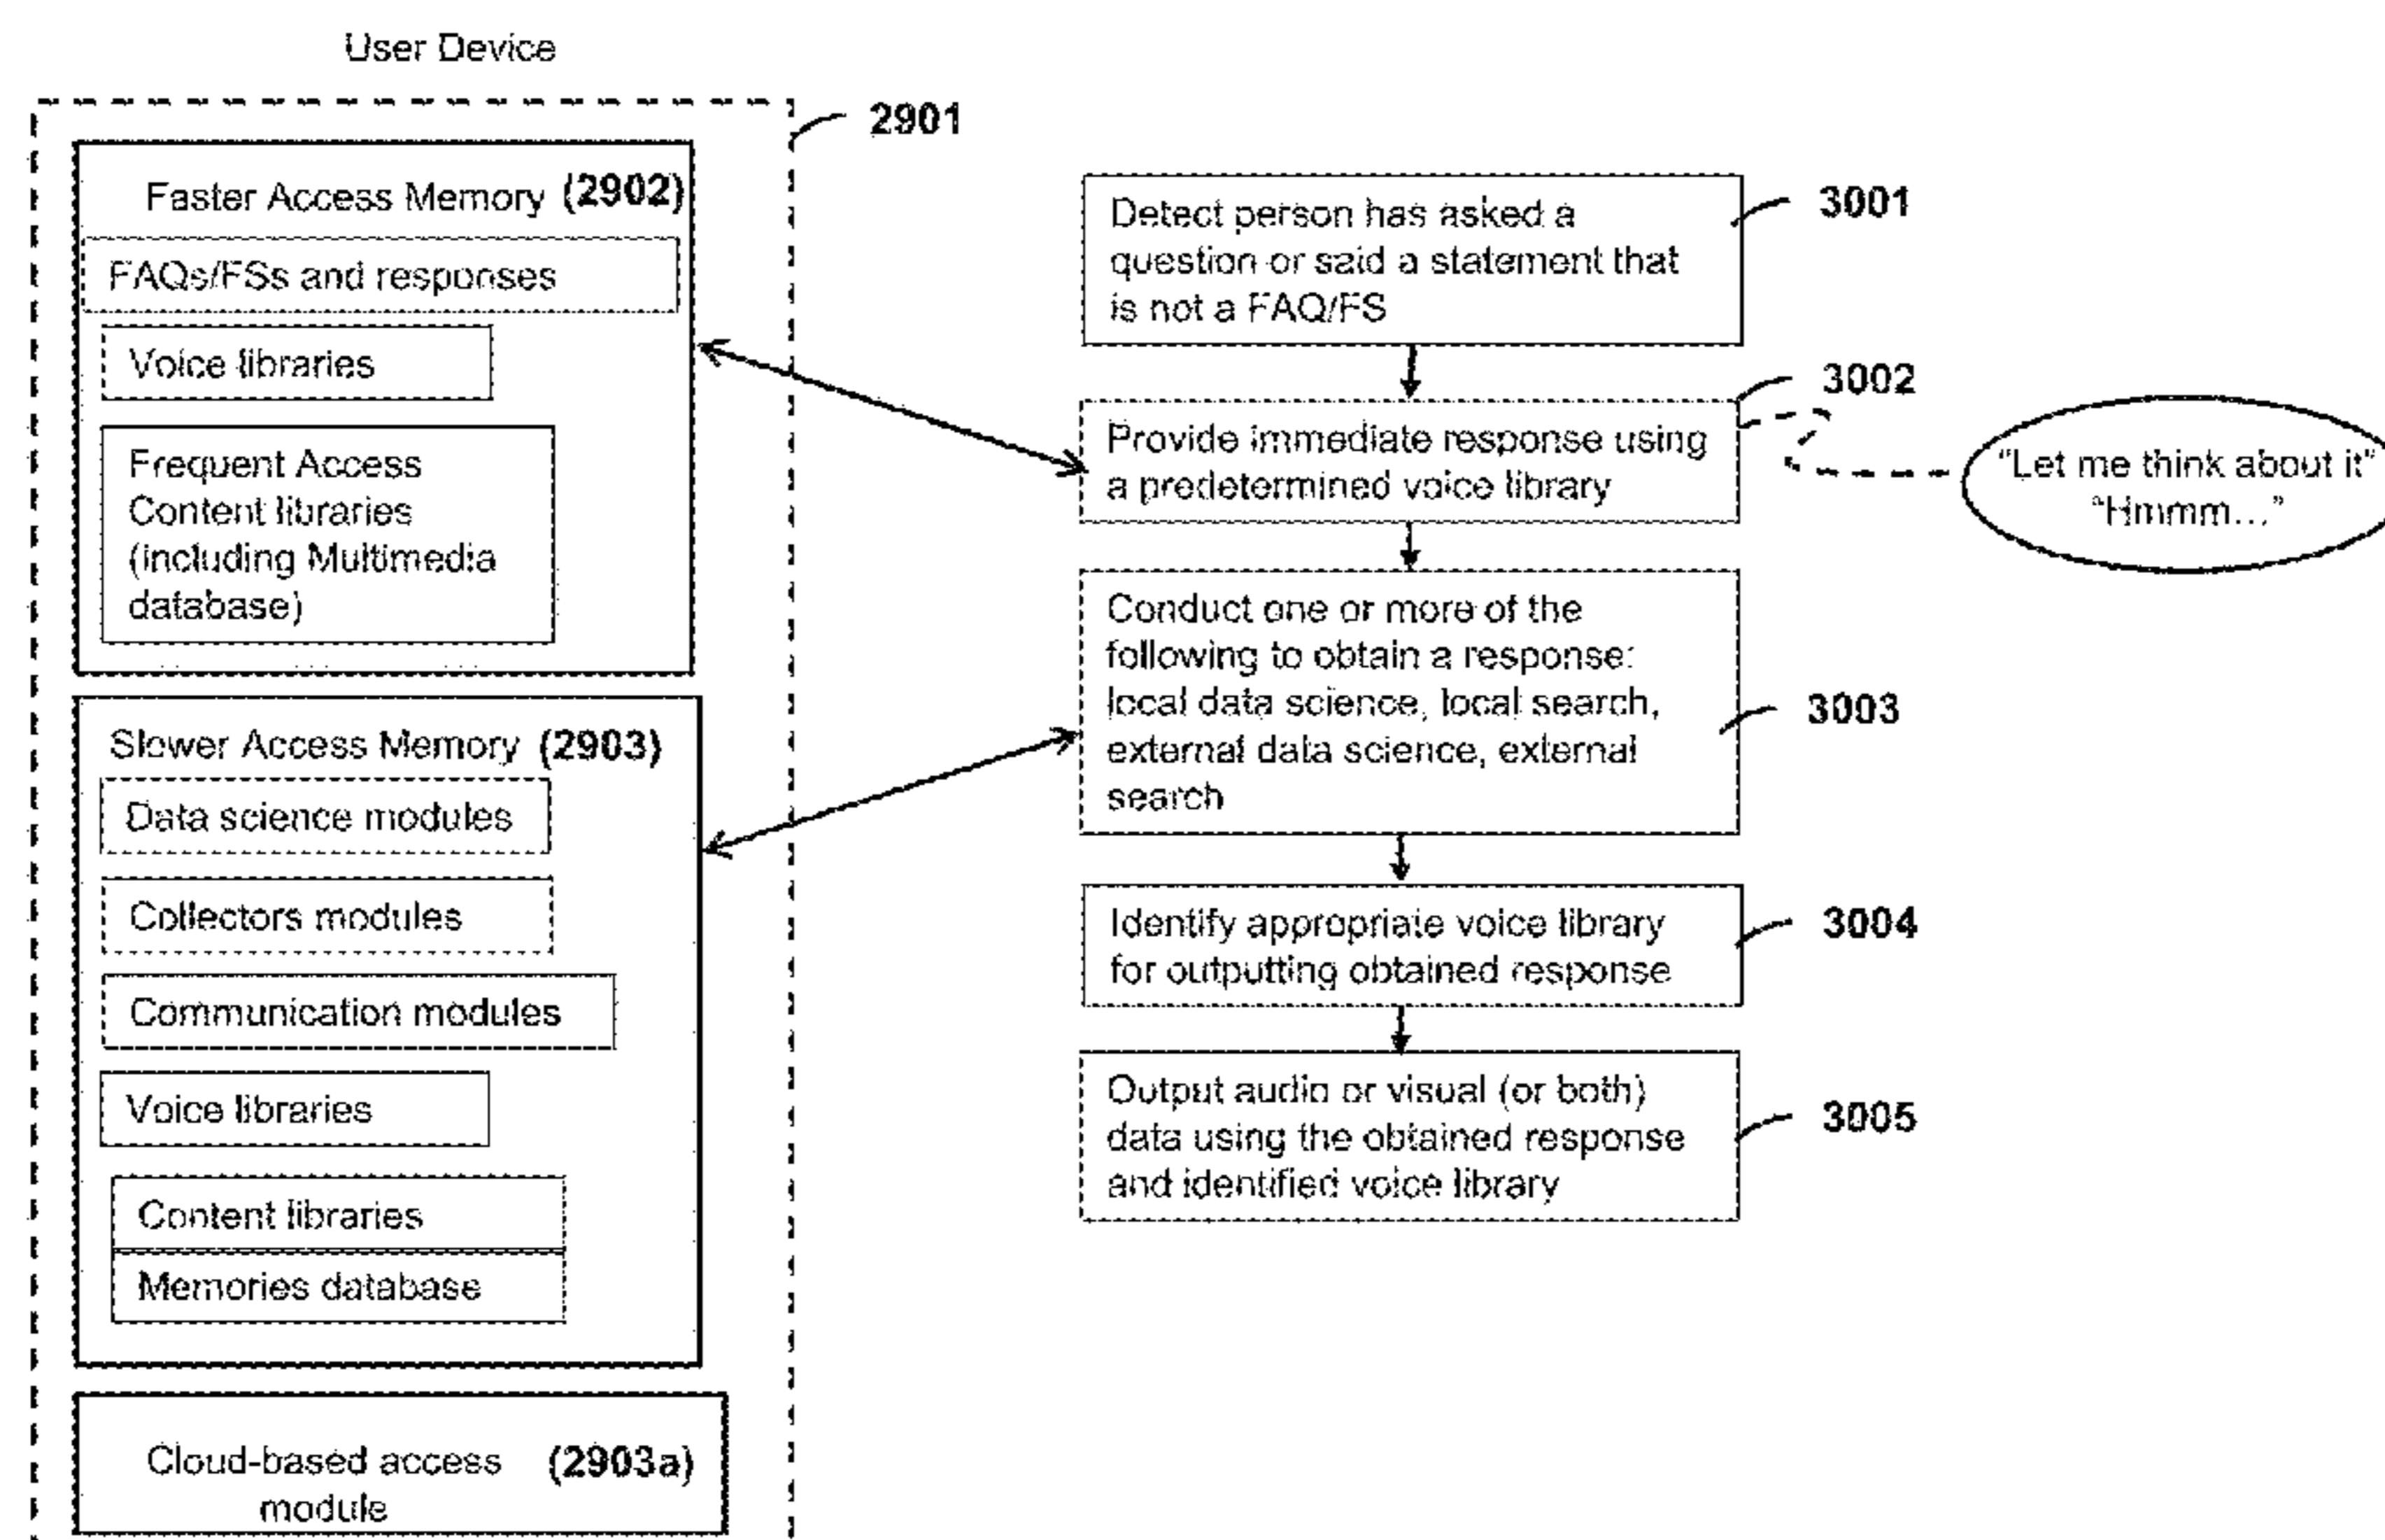 User Device
2901
Faster Access Memory (2902)
FAQs/FSs and responses
Voice libraries
Frequent Access
Content libraries
(including Multimedia
database)
Slower Access Memory (2903)
Data science modules
Collectors modules
Communication modules
Voice libraries
Content libraries
Memories database
Cloud-based access (2903a)
module
Detect person has asked a
question or said a statement that
is not a FAQ/FS
3001
Provide immediate response using
a predetermined voice library
3002
"Let me think about it"
"Hmmm..."
Conduct one or more of the
following to obtain a response:
local data science, local search,
external data science, external
search
3003
Identify appropriate voice library
for outputting obtained response
3004
Output audio or visual (or both)
data using the obtained response
and identified voice library
3005